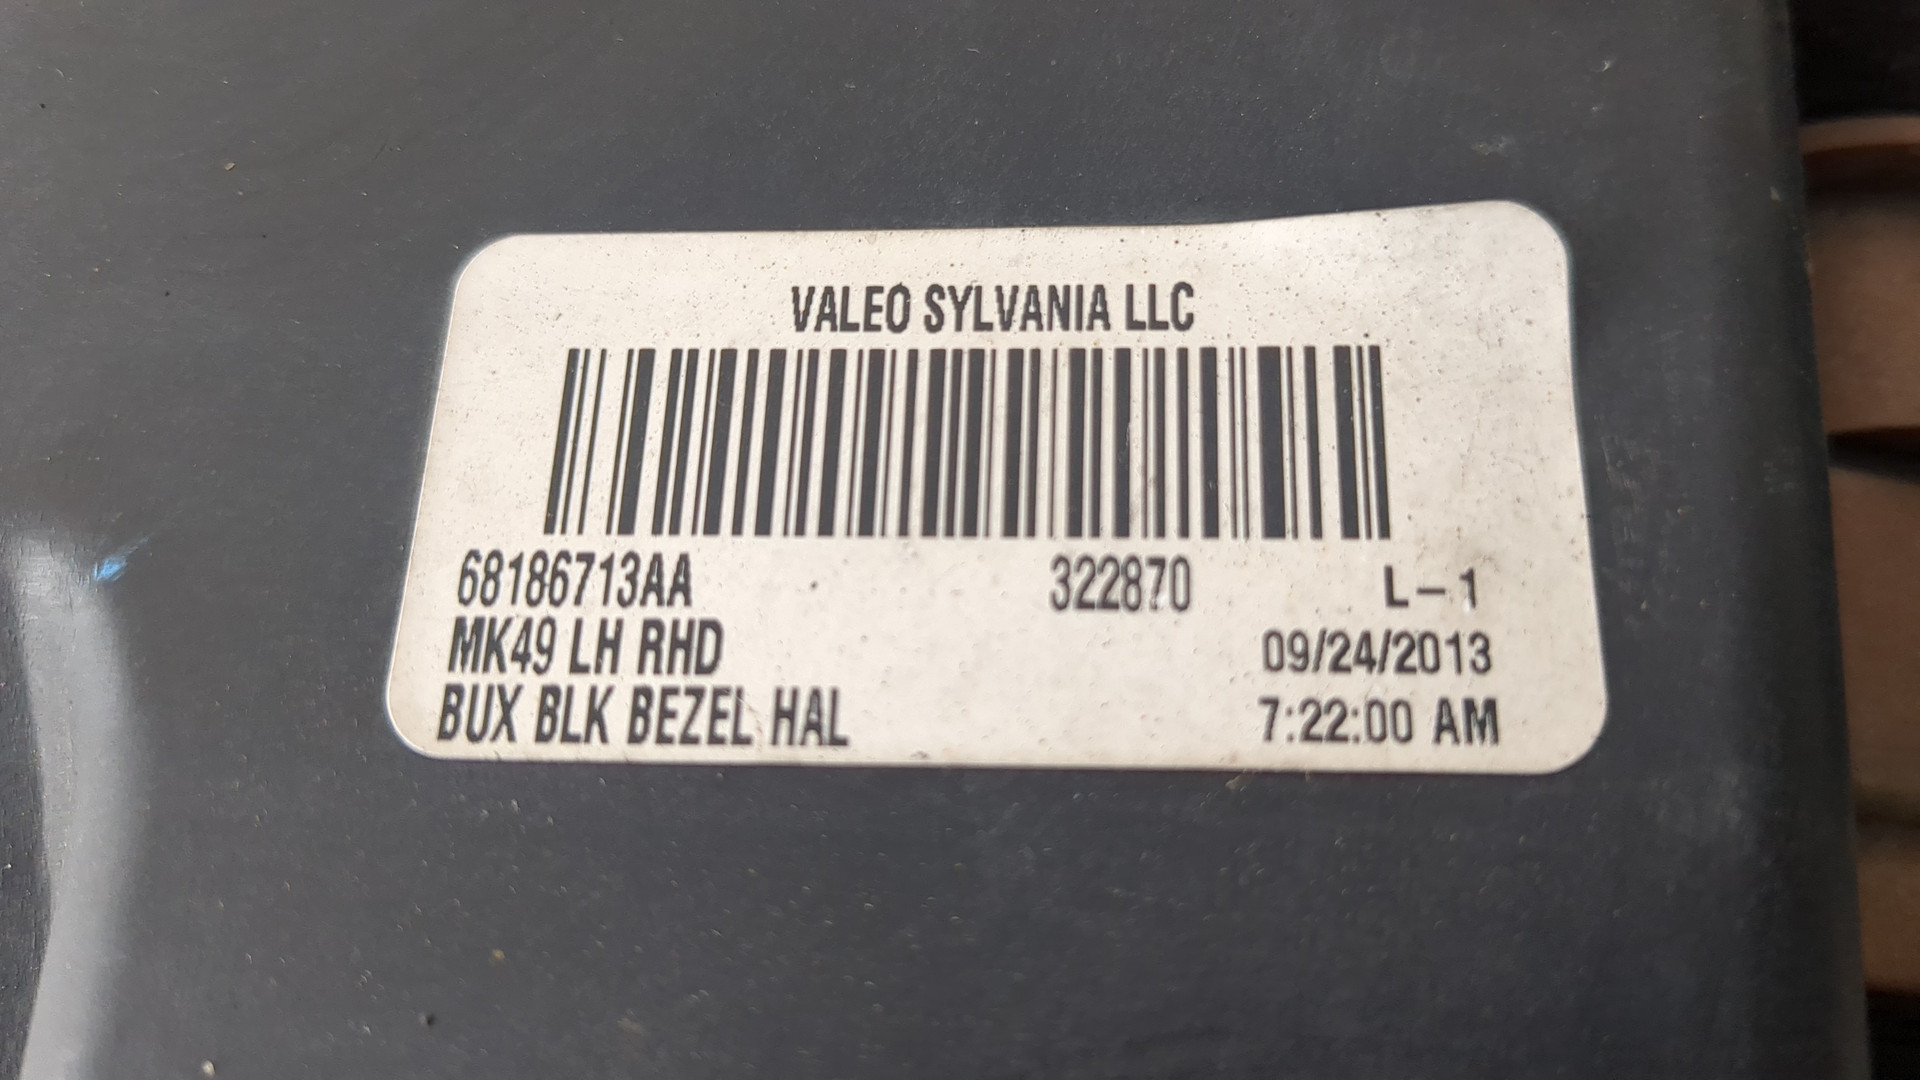 VALEO SYLVANIA LLC
68186713AA 322870 L-1
MK49 LH RHD 09/24/2013
BUX BLK BEZEL HAL 7:22:00 AM